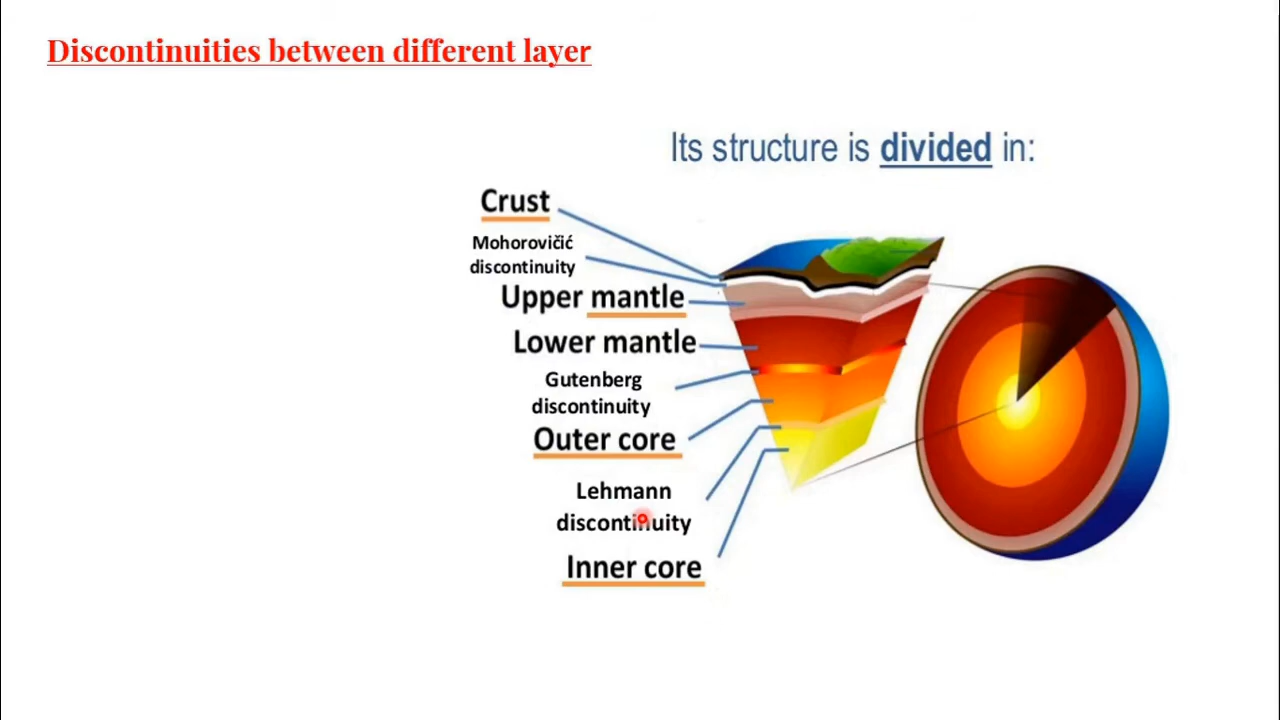 Discontinuities between different layer
Its structure is divided in:
Crust
Mohorovičić
discontinuity
Upper mantle
Lower mantle
Gutenberg
discontinuity
Outer core
Lehmann
discontinuity
Inner core